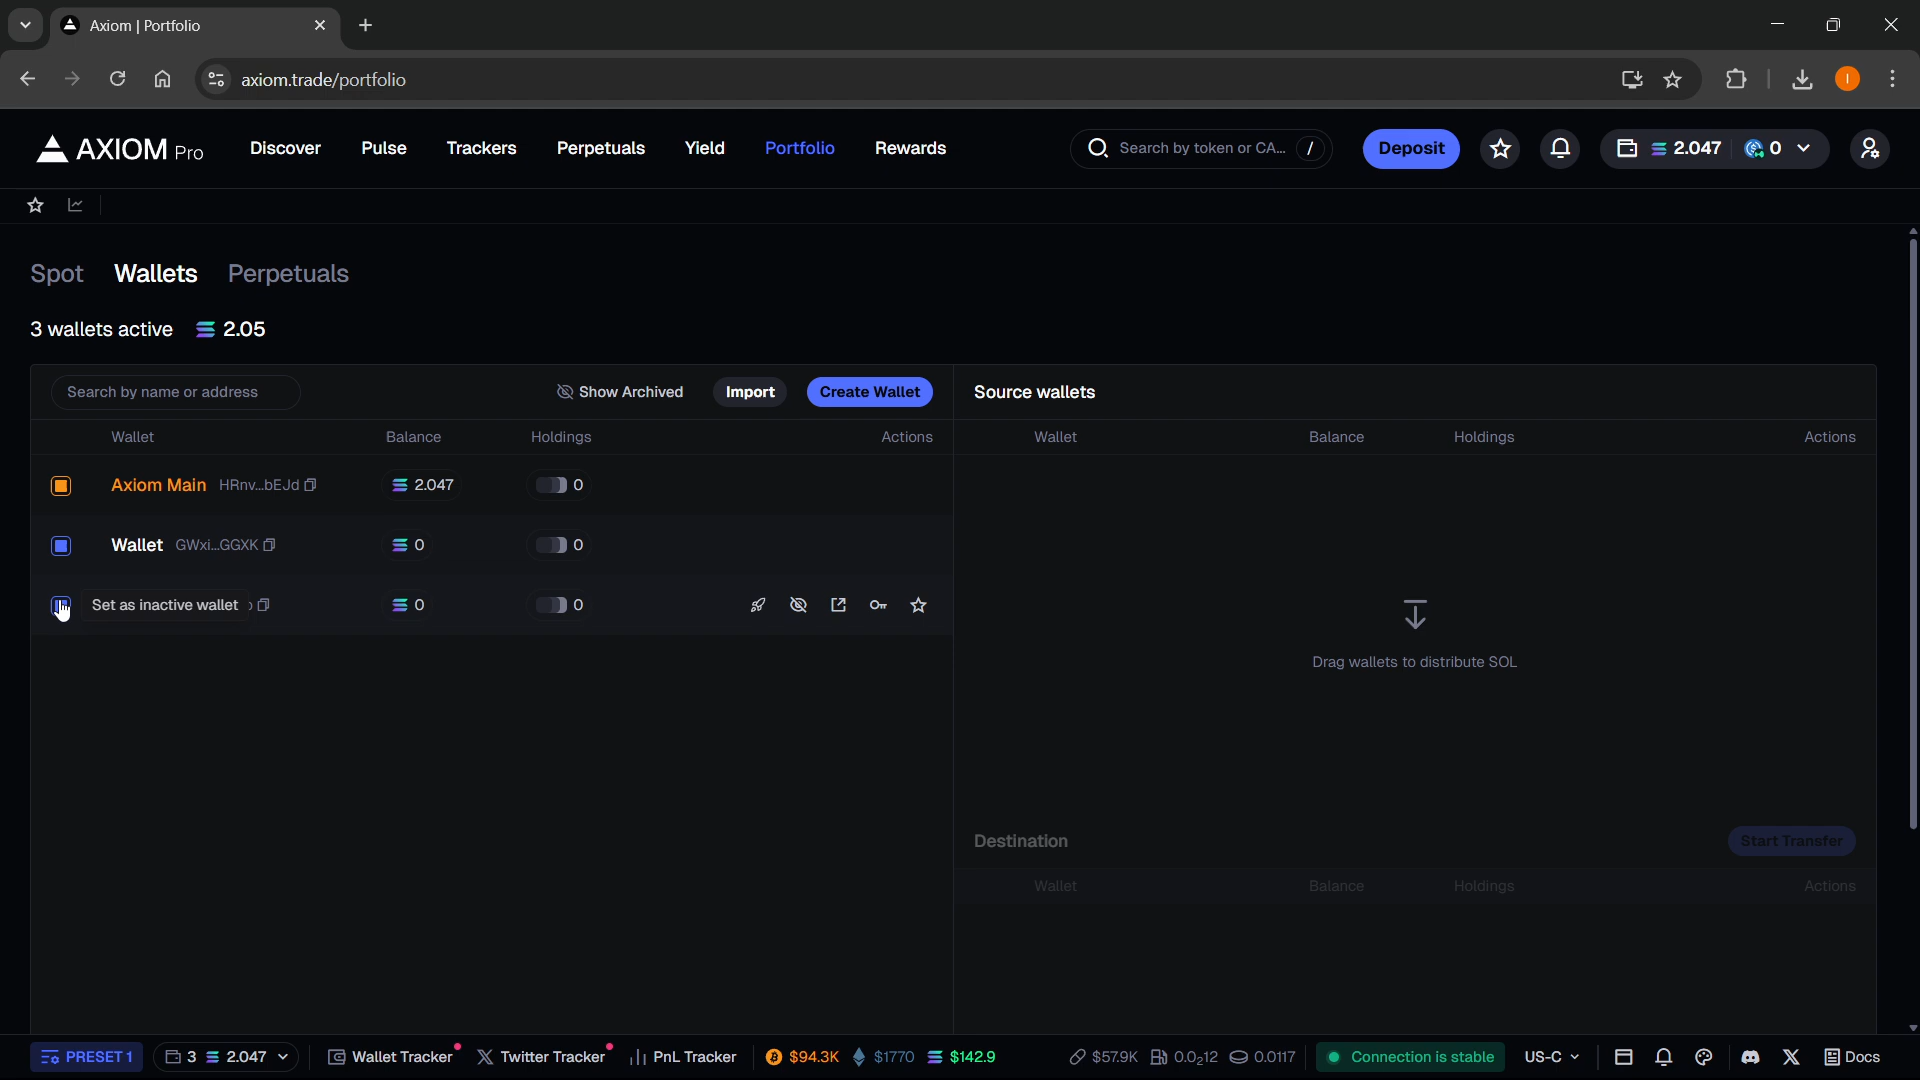 Axiom | Portfolio
axiom.trade/portfolio
I
AXIOM Pro
Discover
Pulse
Trackers
Perpetuals
Yield
Portfolio
Rewards
Search by token or CA... /
Deposit
2.047
0
Spot
Wallets
Perpetuals
3 wallets active 2.05
Search by name or address
Show Archived
Import
Create Wallet
Source wallets
Wallet
Balance
Holdings
Actions
Wallet
Balance
Holdings
Actions
Axiom Main HRnv...bEJd
2.047
0
Wallet GWxi...GGXK
0
0
Set as inactive wallet
0
0
Drag wallets to distribute SOL
Destination
Start Transfer
Wallet
Balance
Holdings
Actions
PRESET 1
3 2.047
Wallet Tracker
Twitter Tracker
PnL Tracker
$94.3K
$1770
$142.9
$57.9K
0.0₂12
0.0117
Connection is stable
US-C
Docs